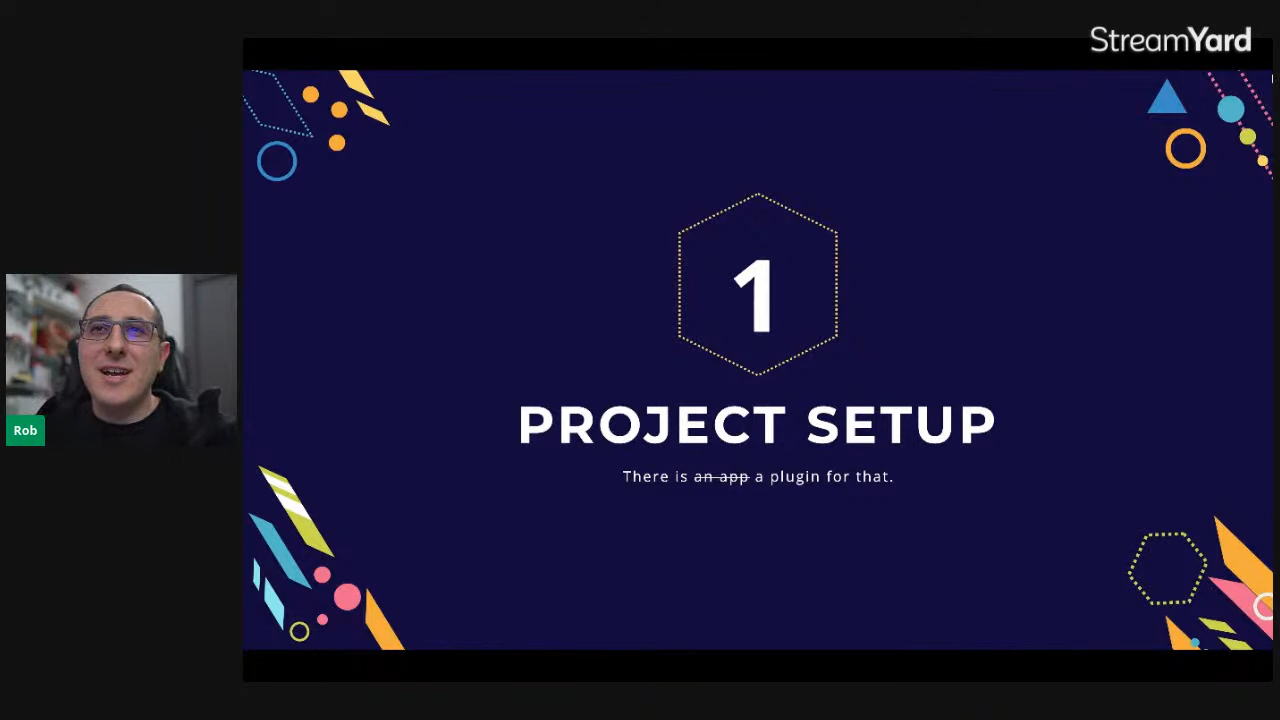 StreamYard
1
PROJECT SETUP
There is an app a plugin for that.
Rob